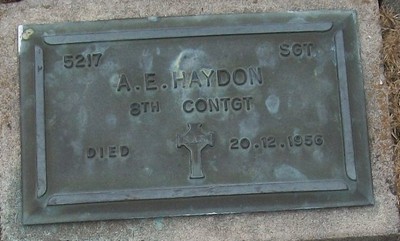 5217 SGT
A.E. HAYDON
8TH CONTGT
DIED 20.12.1956